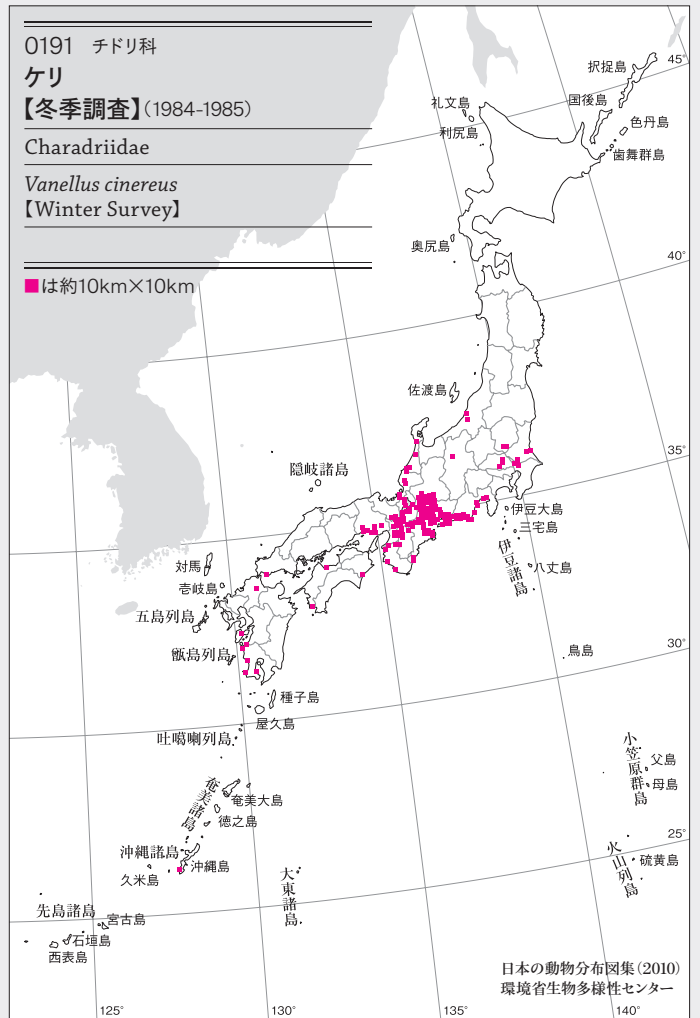 0191 チドリ科
ケリ
【冬季調査】(1984-1985)
Charadriidae
Vanellus cinereus
【Winter Survey】
■は約10km×10km
択捉島
45°
礼文島
国後島
利尻島
色丹島
歯舞群島
奥尻島
40°
佐渡島
35°
隠岐諸島
伊豆大島
三宅島
伊豆諸島
八丈島
対馬
壱岐島
五島列島
甑島列島
鳥島
30°
種子島
屋久島
吐噶喇列島
小笠原群島
父島
母島
奄美諸島
奄美大島
徳之島
25°
沖縄諸島
沖縄島
久米島
火山列島
硫黄島
大東諸島
先島諸島
宮古島
石垣島
西表島
日本の動物分布図集(2010)
環境省生物多様性センター
125°
130°
135°
140°